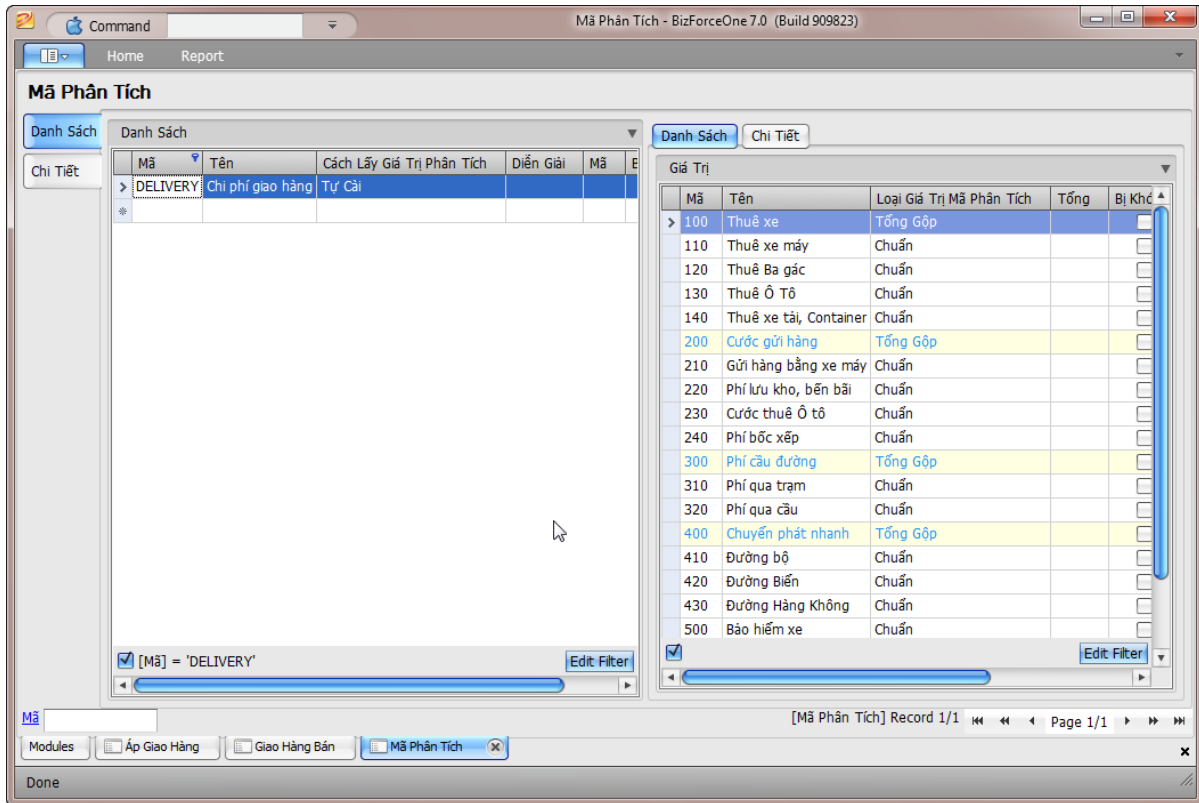 Command
Mã Phân Tích - BizForceOne 7.0 (Build 909823)
Home Report
Mã Phân Tích
Danh Sách
Chi Tiết
Danh Sách
Mã Tên Cách Lấy Giá Trị Phân Tích Diễn Giải Mã
DELIVERY Chi phí giao hàng Tự Cài
[Mã] = 'DELIVERY' Edit Filter
Danh Sách Chi Tiết
Giá Trị
Mã Tên Loại Giá Trị Mã Phân Tích Tổng Bị Khó
100 Thuê xe Tổng Gộp
110 Thuê xe máy Chuẩn
120 Thuê Ba gác Chuẩn
130 Thuê Ô Tô Chuẩn
140 Thuê xe tải, Container Chuẩn
200 Cước gửi hàng Tổng Gộp
210 Gửi hàng bằng xe máy Chuẩn
220 Phí lưu kho, bến bãi Chuẩn
230 Cước thuê Ô tô Chuẩn
240 Phí bốc xếp Chuẩn
300 Phí cầu đường Tổng Gộp
310 Phí qua trạm Chuẩn
320 Phí qua cầu Chuẩn
400 Chuyển phát nhanh Tổng Gộp
410 Đường bộ Chuẩn
420 Đường Biển Chuẩn
430 Đường Hàng Không Chuẩn
500 Bảo hiểm xe Chuẩn
Edit Filter
Mã
[Mã Phân Tích] Record 1/1 Page 1/1
Modules Áp Giao Hàng Giao Hàng Bán Mã Phân Tích
Done